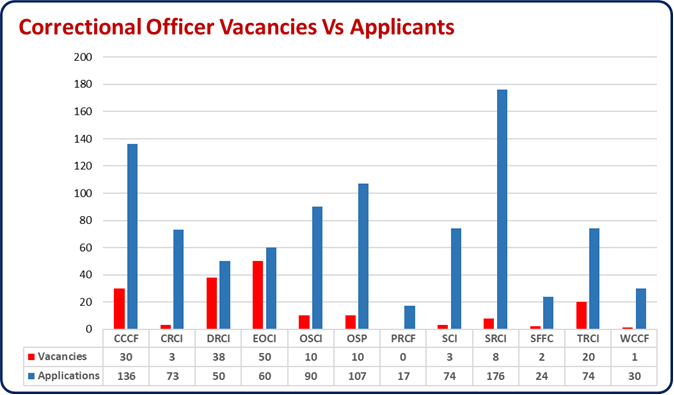 Correctional Officer Vacancies Vs Applicants
200
180
160
140
120
100
80
60
40
20
0
CCCF CRCI DRCI EOCI OSCI OSP PRCF SCI SRCI SFFC TRCI WCCF
Vacancies 30 3 38 50 10 10 0 3 8 2 20 1
Applications 136 73 50 60 90 107 17 74 176 24 74 30